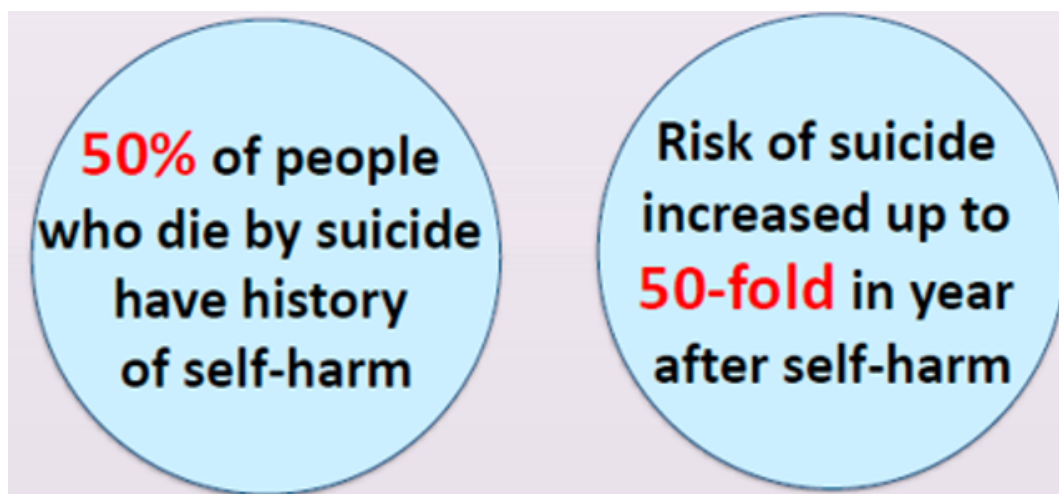 50% of people
who die by suicide
have history
of self-harm
Risk of suicide
increased up to
50-fold in year
after self-harm